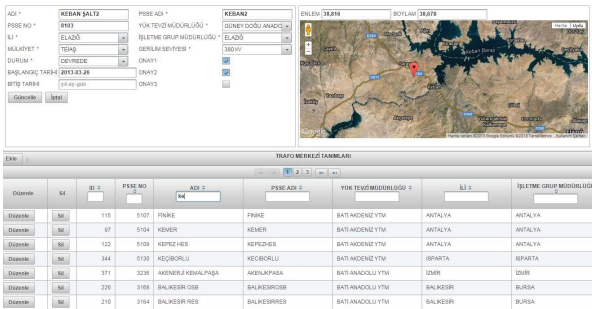 ADI * KEBAN ŞALT2 PSSE ADI * KEBAN2 ENLEM 38,816 BOYLAM 38,678
PSSE NO * 8103 YÜK TEVZİ MÜDÜRLÜĞÜ * GÜNEY DOĞU ANADO
İLİ * ELAZIĞ İŞLETME GRUP MÜDÜRLÜĞÜ * ELAZIĞ
MÜLKİYET * TEİAŞ GERİLİM SEVİYESİ * 380 kV
DURUM * DEVREDE ONAY1
BAŞLANGIÇ TARİHİ 2013-03-26 ONAY2
BİTİŞ TARİHİ yıl-ay-gün ONAY3
Güncelle İptal
Harita Uydu
Keban Barajı
Google
Ekle TRAFO MERKEZİ TANIMLARI
1 2 3
Düzenle Sil ID PSSE NO ADI PSSE ADI YÜK TEVZİ MÜDÜRLÜĞÜ İLİ İŞLETME GRUP MÜDÜRLÜĞÜ
ke
Düzenle Sil 115 5107 FİNİKE FINIKE BATI AKDENİZ YTM ANTALYA ANTALYA
Düzenle Sil 97 5104 KEMER KEMER BATI AKDENİZ YTM ANTALYA ANTALYA
Düzenle Sil 122 5109 KEPEZ HES KEPEZHES BATI AKDENİZ YTM ANTALYA ANTALYA
Düzenle Sil 344 5130 KEÇİBORLU KECIBORLU BATI AKDENİZ YTM ISPARTA ISPARTA
Düzenle Sil 371 3236 AKENERJİ KEMALPAŞA AKENJKPASA BATI ANADOLU YTM İZMİR İZMİR
Düzenle Sil 226 3168 BALIKESİR OSB BALIKESIROSB BATI ANADOLU YTM BALIKESİR BURSA
Düzenle Sil 210 3164 BALIKESİR RES BALIKESIRRES BATI ANADOLU YTM BALIKESİR BURSA